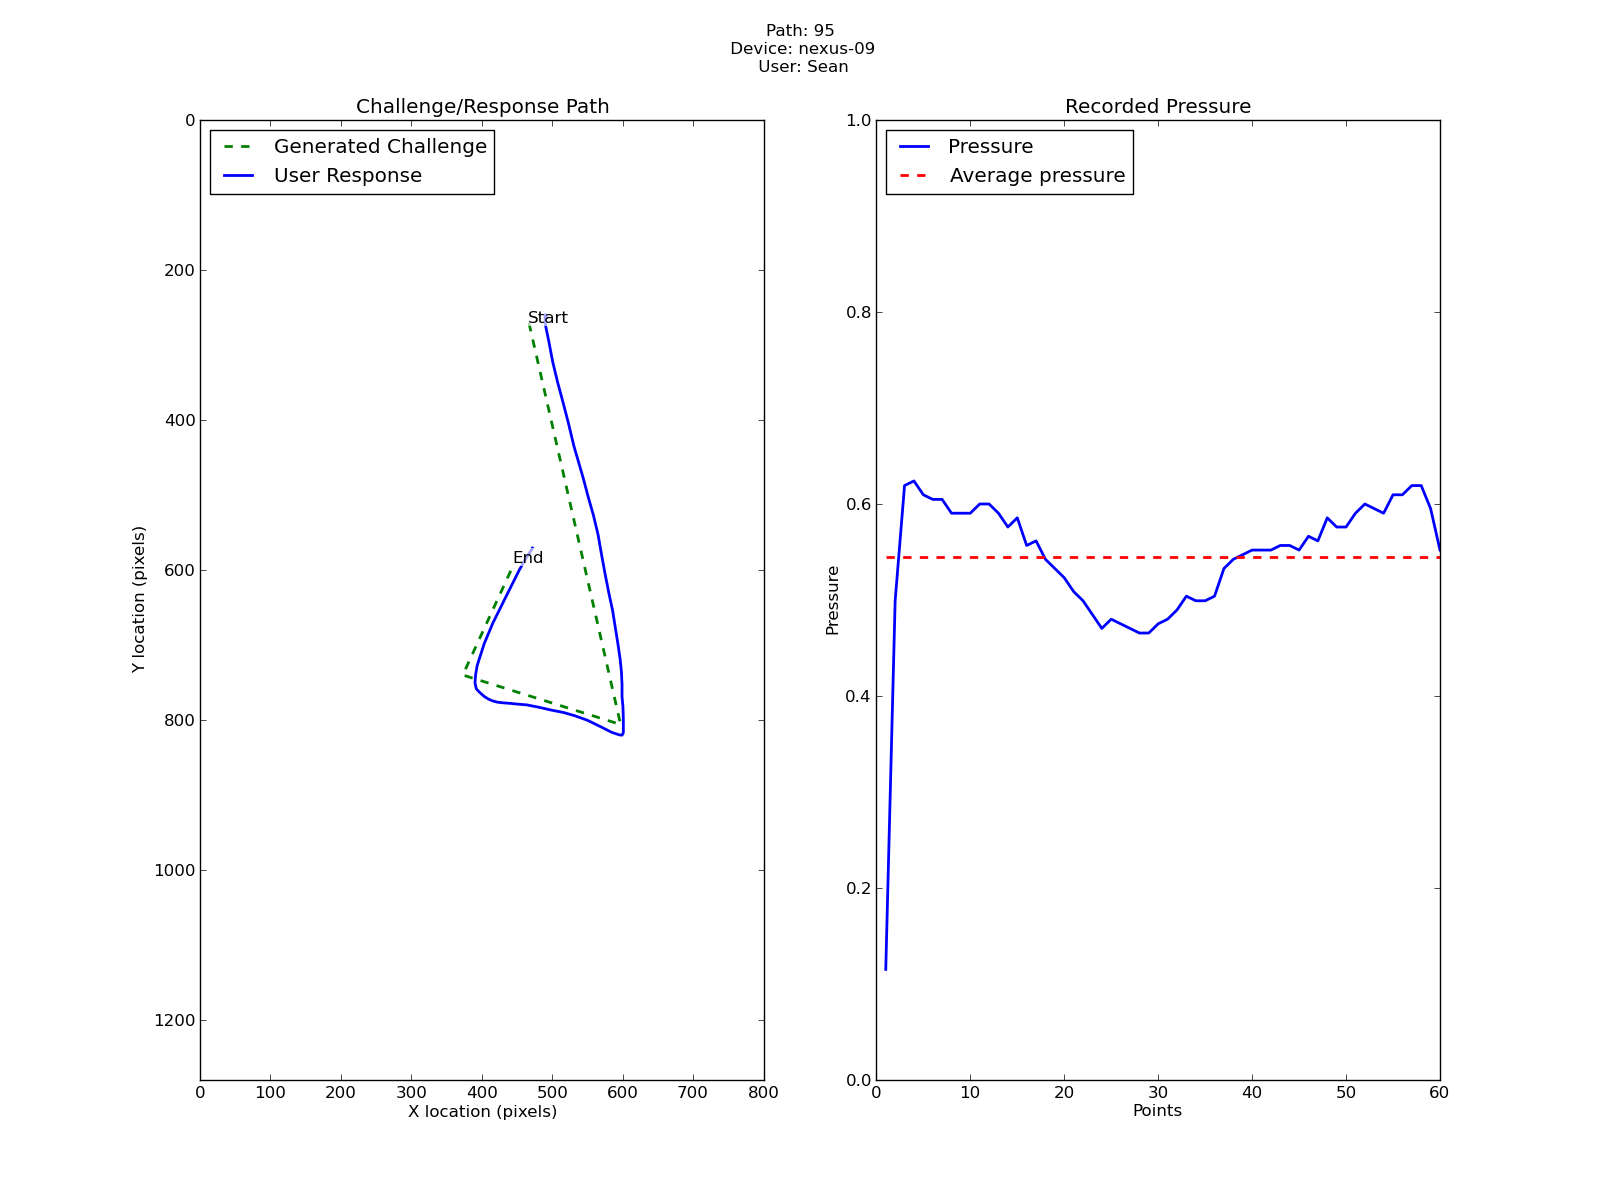 Path: 95
Device: nexus-09
User: Sean
Challenge/Response Path
Generated Challenge
User Response
Start
End
0
200
400
600
800
1000
1200
Y location (pixels)
0 100 200 300 400 500 600 700 800
X location (pixels)
Recorded Pressure
Pressure
Average pressure
1.0
0.8
0.6
0.4
0.2
0.0
Pressure
0 10 20 30 40 50 60
Points